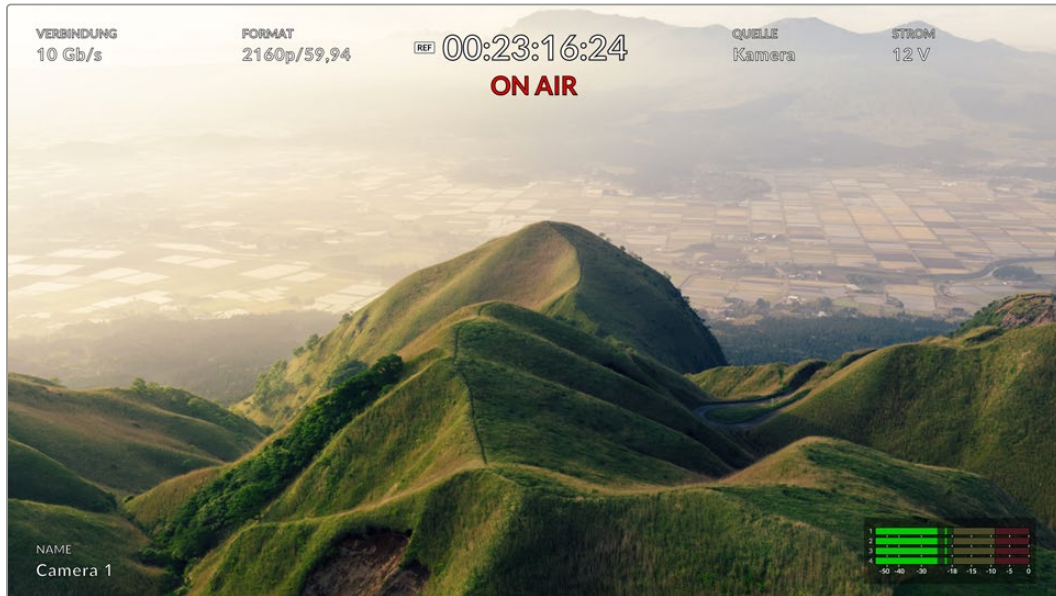 VERBINDUNG
10 Gb/s
FORMAT
2160p/59,94
REF 00:23:16:24
ON AIR
QUELLE
Kamera
STROM
12 V
NAME
Camera 1
1
2
3
4
-50 -40 -30 -18 -15 -10 -5 0